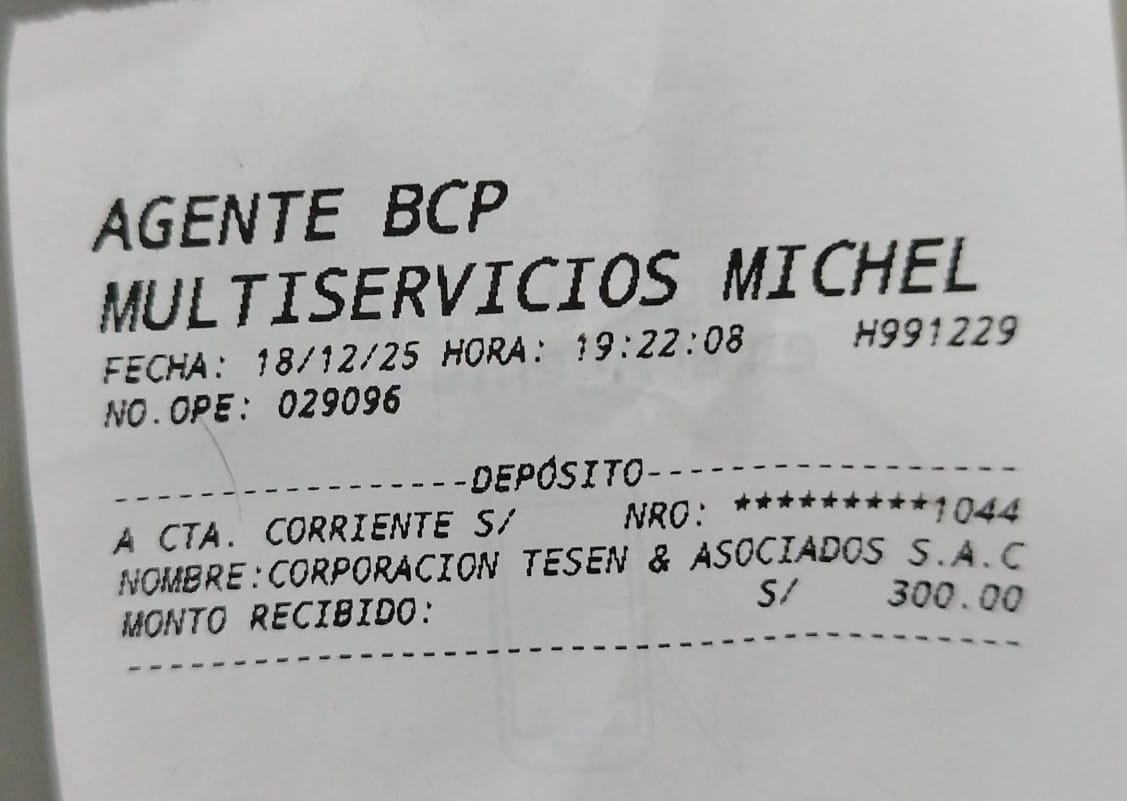 AGENTE BCP
MULTISERVICIOS MICHEL
FECHA: 18/12/25 HORA: 19:22:08 H991229
NO.OPE: 029096
-----------------DEPÓSITO------------------
A CTA. CORRIENTE S/ NRO: *********1044
NOMBRE:CORPORACION TESEN & ASOCIADOS S.A.C
MONTO RECIBIDO: S/ 300.00
-------------------------------------------